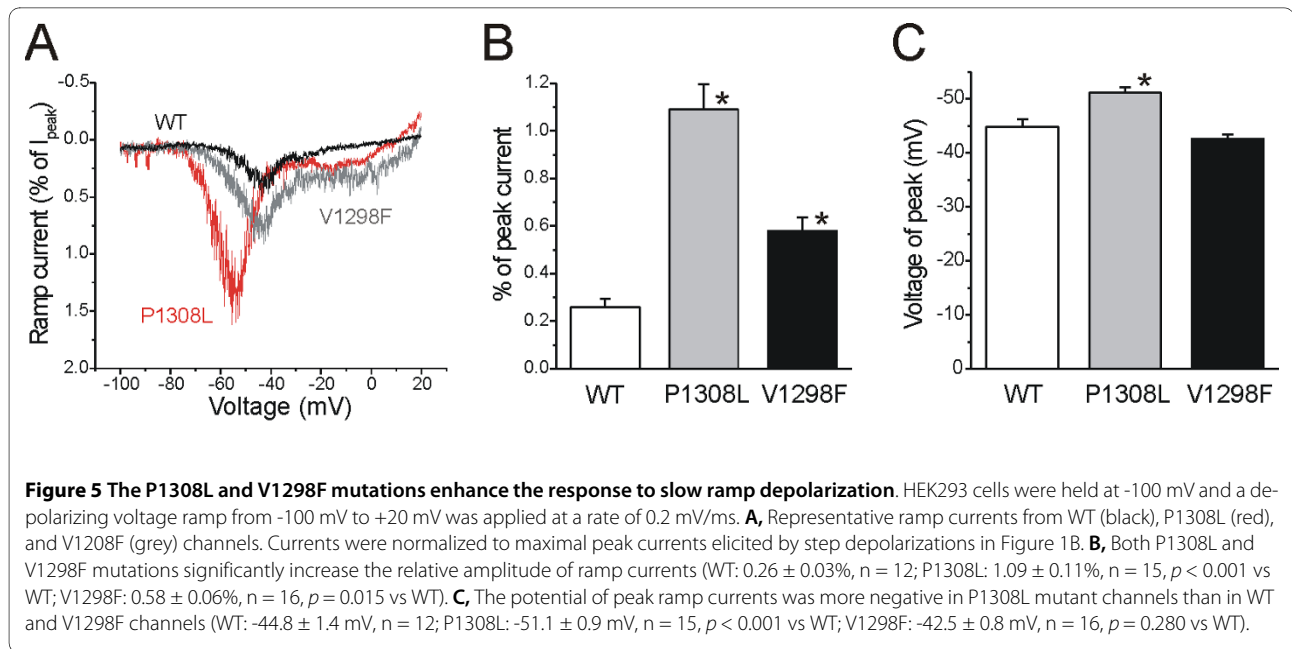 A
Ramp current (% of I_peak)
-0.5
0.0
0.5
1.0
1.5
2.0
WT
V1298F
P1308L
-100 -80 -60 -40 -20 0 20
Voltage (mV)
B
% of peak current
1.2
1.0
0.8
0.6
0.4
0.2
0.0
*
*
WT P1308L V1298F
C
Voltage of peak (mV)
-50
-40
-30
-20
-10
0
*
WT P1308L V1298F
Figure 5 The P1308L and V1298F mutations enhance the response to slow ramp depolarization. HEK293 cells were held at -100 mV and a de-
polarizing voltage ramp from -100 mV to +20 mV was applied at a rate of 0.2 mV/ms. A, Representative ramp currents from WT (black), P1308L (red),
and V1208F (grey) channels. Currents were normalized to maximal peak currents elicited by step depolarizations in Figure 1B. B, Both P1308L and
V1298F mutations significantly increase the relative amplitude of ramp currents (WT: 0.26 ± 0.03%, n = 12; P1308L: 1.09 ± 0.11%, n = 15, p < 0.001 vs
WT; V1298F: 0.58 ± 0.06%, n = 16, p = 0.015 vs WT). C, The potential of peak ramp currents was more negative in P1308L mutant channels than in WT
and V1298F channels (WT: -44.8 ± 1.4 mV, n = 12; P1308L: -51.1 ± 0.9 mV, n = 15, p < 0.001 vs WT; V1298F: -42.5 ± 0.8 mV, n = 16, p = 0.280 vs WT).